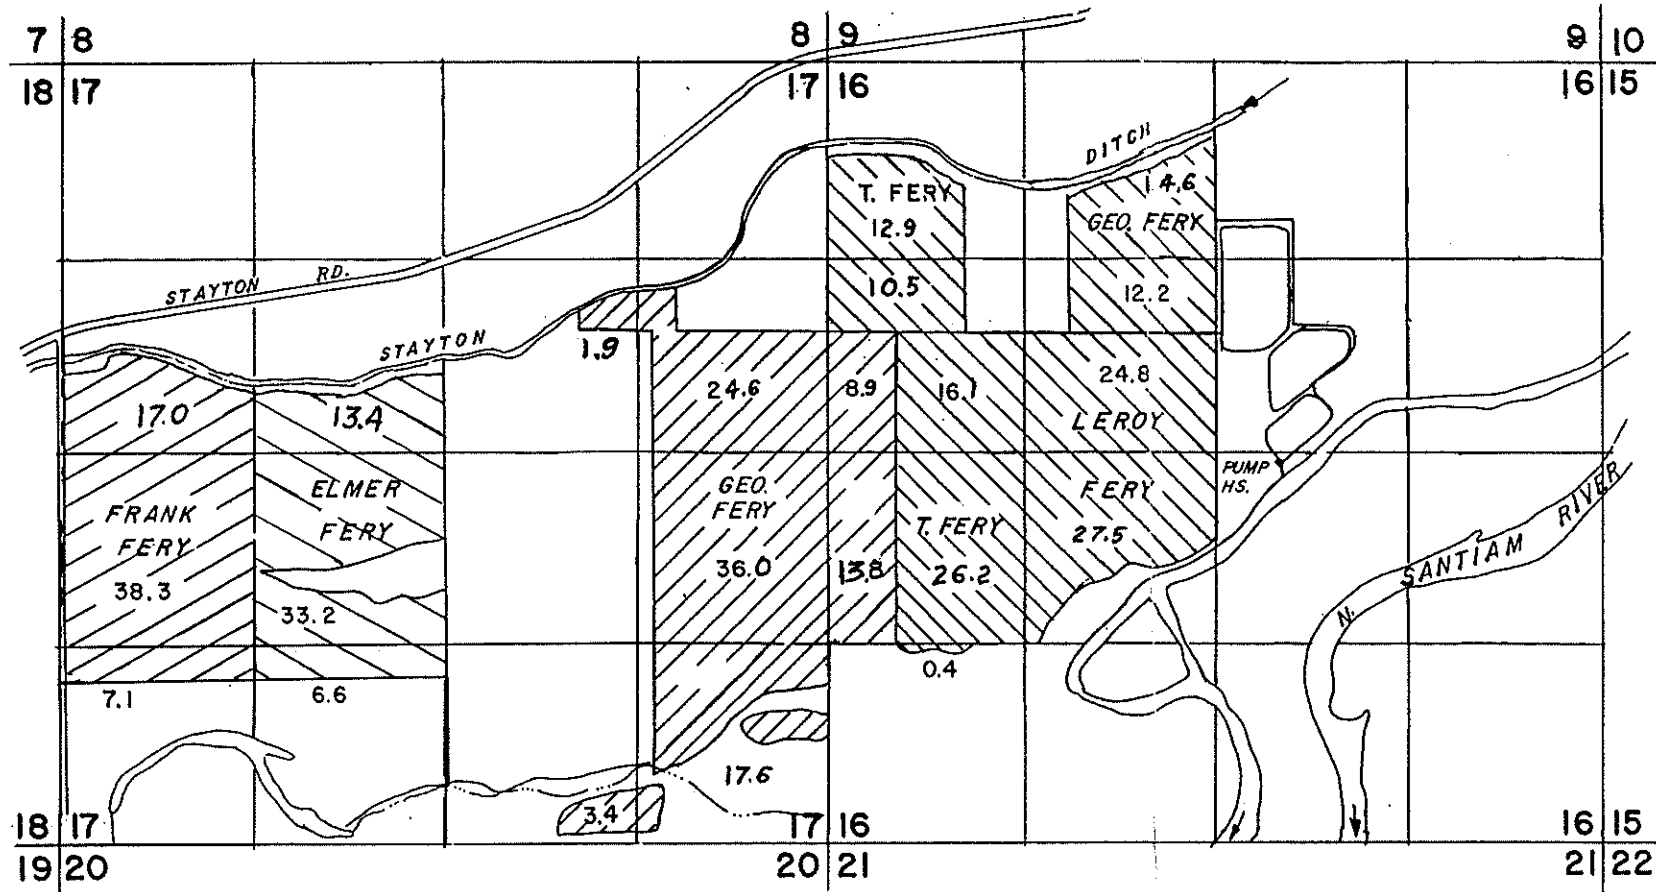 7 8
8 9
9 10
18 17
17 16
16 15
DITCH
T. FERY
12.9
14.6
GEO. FERY
STAYTON RD.
10.5
12.2
STAYTON
1.9
17.0
13.4
24.6
8.9
16.1
24.8
LEROY
FERY
27.5
PUMP
HS.
FRANK
FERY
38.3
ELMER
FERY
33.2
GEO.
FERY
36.0
13.8
T. FERY
26.2
N. SANTIAM RIVER
0.4
7.1
6.6
17.6
3.4
18 17
17 16
16 15
19 20
20 21
21 22